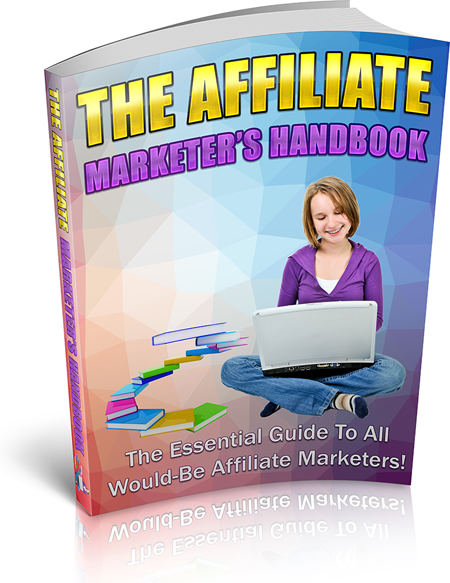 THE AFFILIATE
MARKETER'S HANDBOOK
The Essential Guide To All
Would-Be Affiliate Marketers!
THE AFFILIATE MARKETER'S HANDBOOK